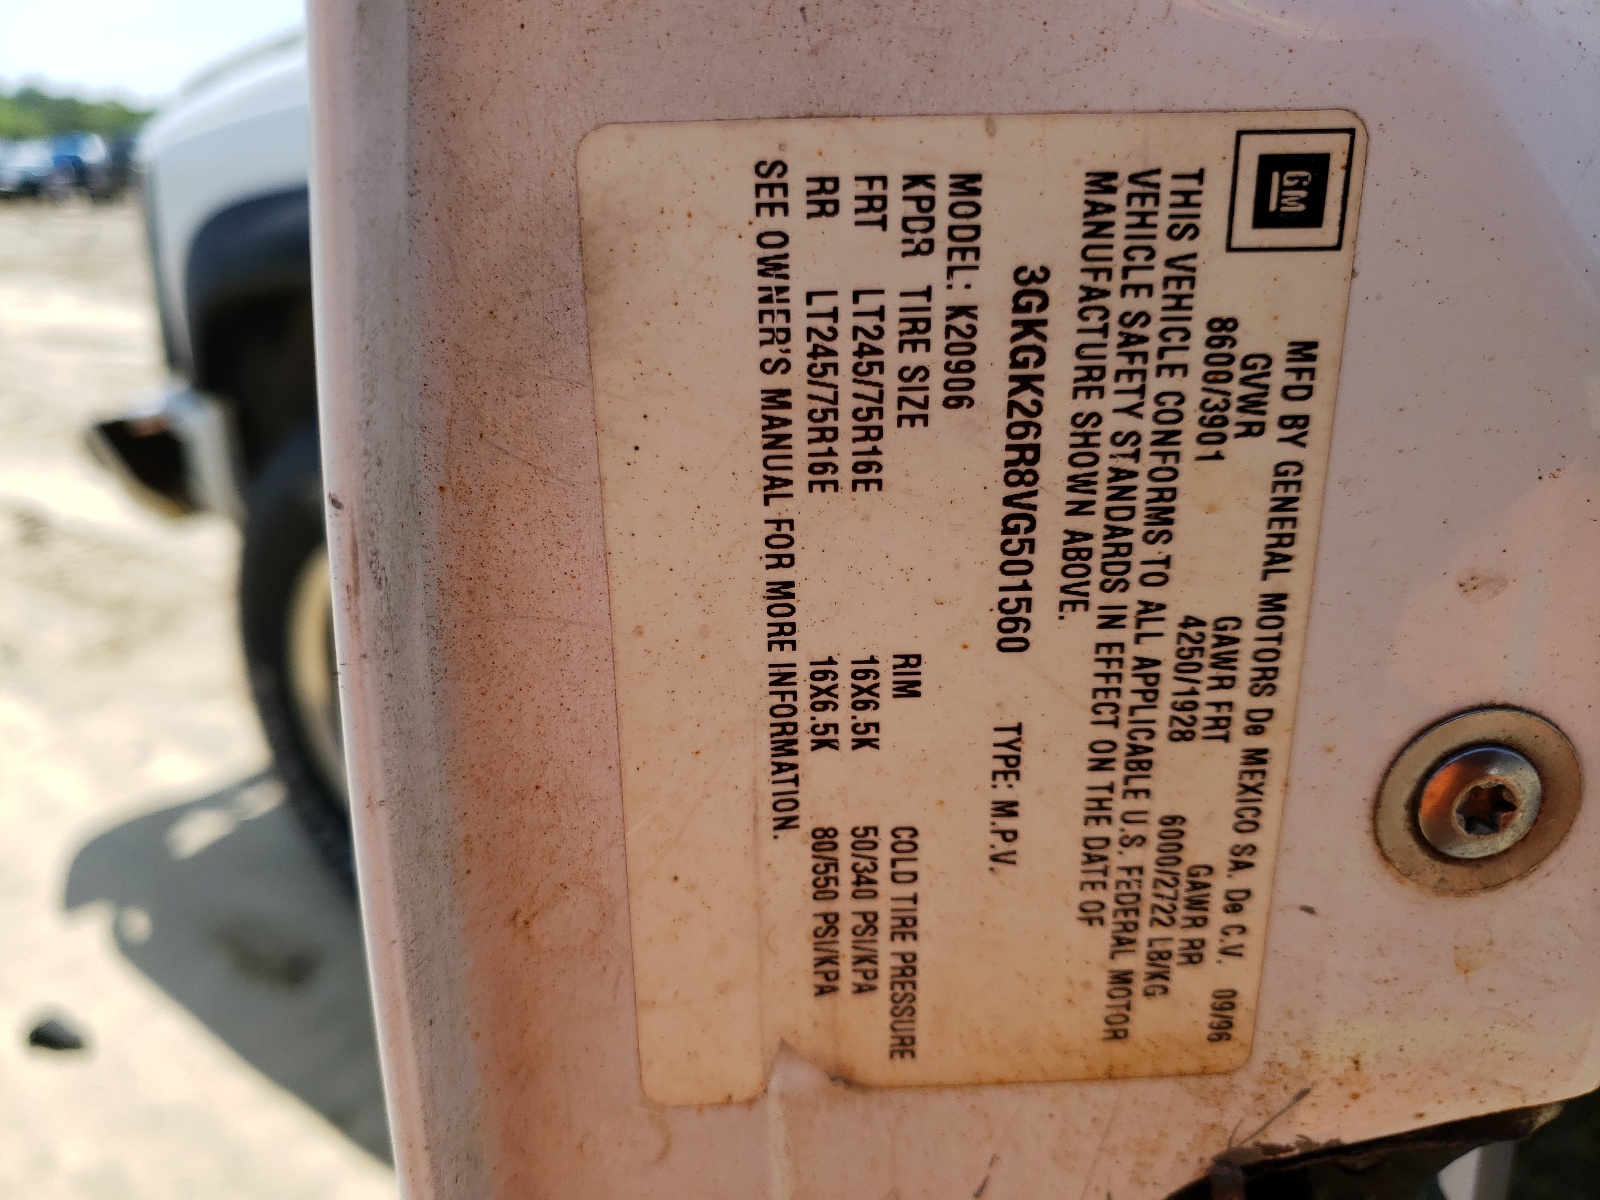 GM
MFD BY GENERAL MOTORS De MEXICO SA. De C.V. 09/96
GVWR GAWR FRT GAWR RR
8600/3901 4250/1928 6000/2722 LB/KG
THIS VEHICLE CONFORMS TO ALL APPLICABLE U.S. FEDERAL MOTOR
VEHICLE SAFETY STANDARDS IN EFFECT ON THE DATE OF
MANUFACTURE SHOWN ABOVE.
3GKGK26R8VG501560 TYPE: M.P.V.
MODEL: K20906
KPDR TIRE SIZE RIM COLD TIRE PRESSURE
FRT LT245/75R16E 16X6.5K 50/340 PSI/KPA
RR LT245/75R16E 16X6.5K 80/550 PSI/KPA
SEE OWNER'S MANUAL FOR MORE INFORMATION.